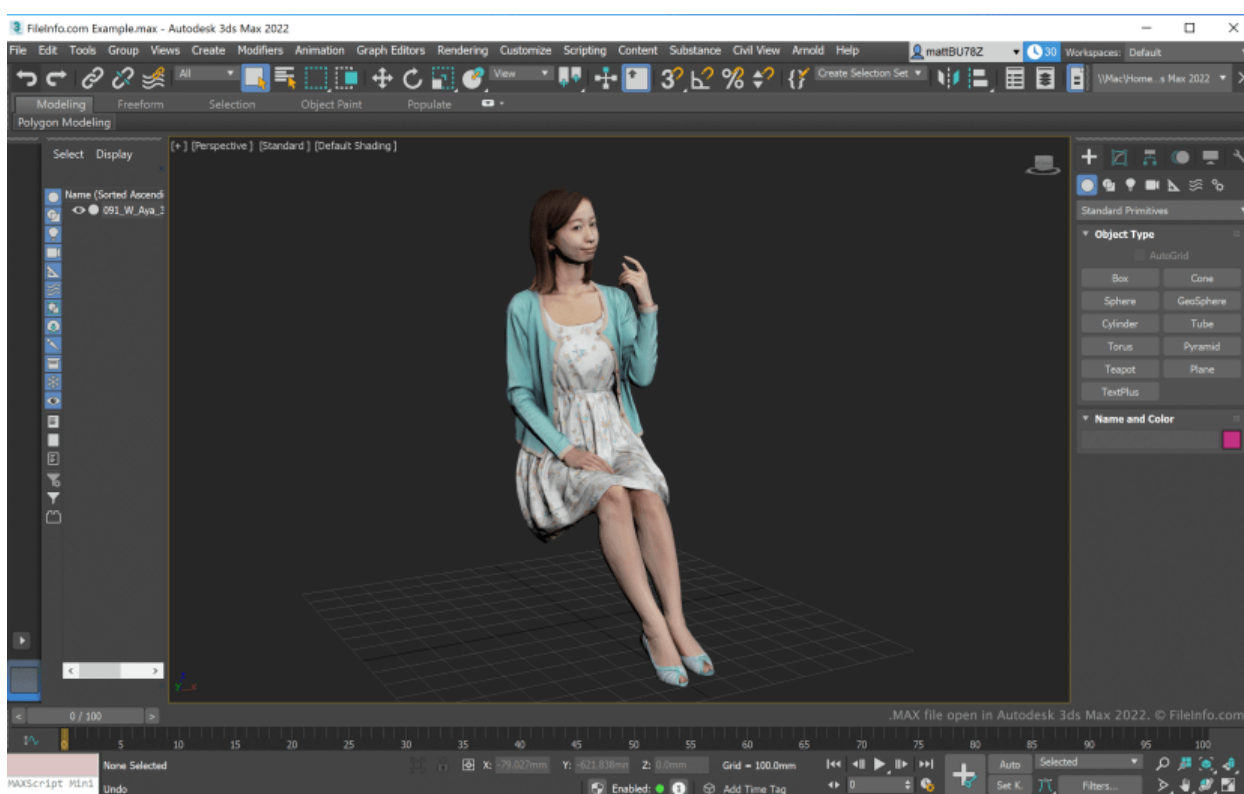 3 FileInfo.com Example.max - Autodesk 3ds Max 2022
File Edit Tools Group Views Create Modifiers Animation Graph Editors Rendering Customize Scripting Content Substance Civil View Arnold Help mattBU78Z 30 Workspaces: Default
All View Create Selection Set \\Mac\Home...s Max 2022
Modeling Freeform Selection Object Paint Populate
Polygon Modeling
Select Display
[+] [Perspective] [Standard] [Default Shading]
Name (Sorted Ascendi
091_W_Aya_3
Standard Primitives
Object Type
AutoGrid
Box Cone
Sphere GeoSphere
Cylinder Tube
Torus Pyramid
Teapot Plane
TextPlus
Name and Color
y x
< >
< 0 / 100 >
.MAX file open in Autodesk 3ds Max 2022. © FileInfo.com
0 5 10 15 20 25 30 35 40 45 50 55 60 65 70 75 80 85 90 95 100
None Selected X: -79.027mm Y: -621.838mm Z: 0.0mm Grid = 100.0mm Auto Selected
MAXScript Mini Undo Enabled: 1 Add Time Tag 0 Set K. Filters...